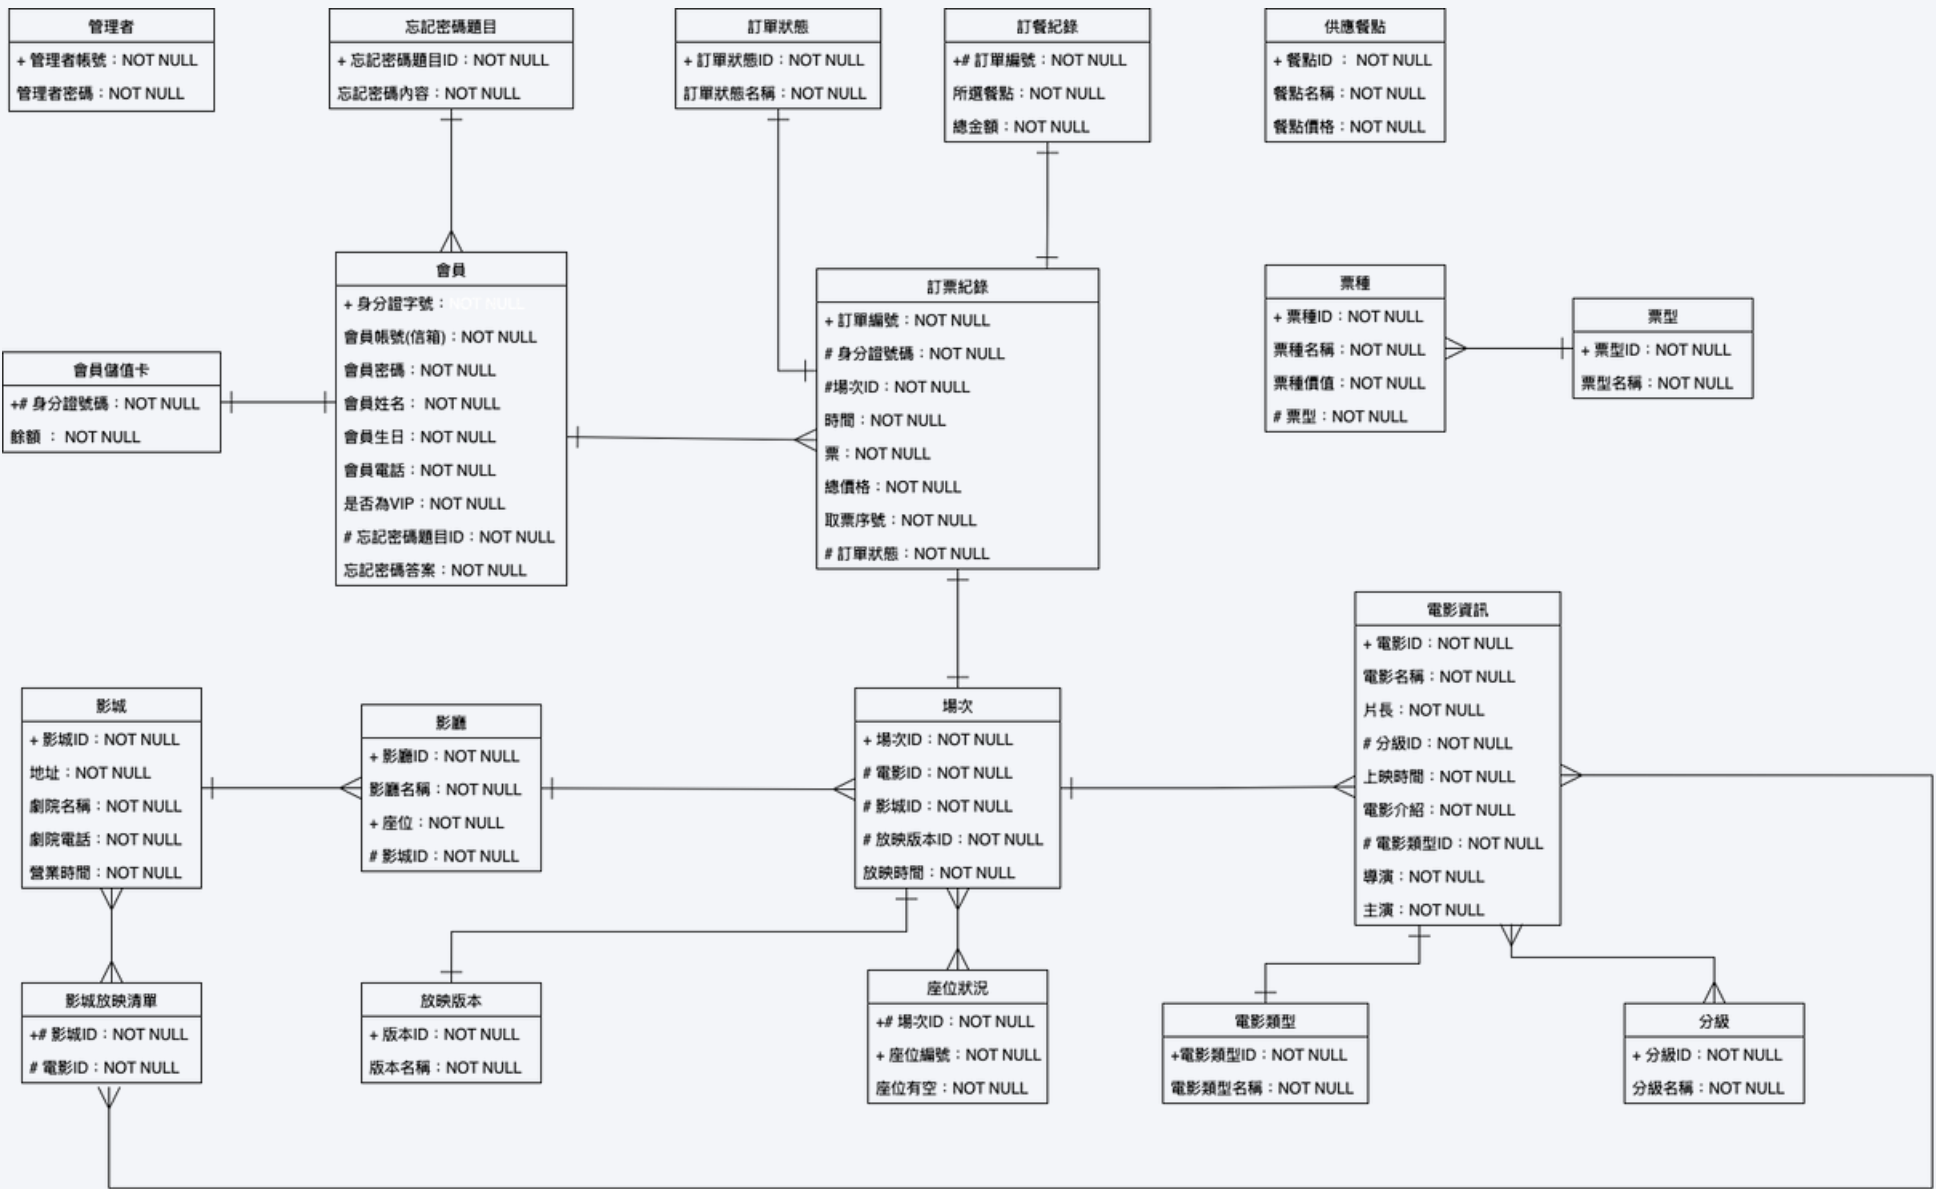 管理者
+ 管理者帳號：NOT NULL
管理者密碼：NOT NULL
忘記密碼題目
+ 忘記密碼題目ID：NOT NULL
忘記密碼內容：NOT NULL
訂單狀態
+ 訂單狀態ID：NOT NULL
訂單狀態名稱：NOT NULL
訂餐紀錄
+# 訂單編號：NOT NULL
所選餐點：NOT NULL
總金額：NOT NULL
供應餐點
+ 餐點ID ： NOT NULL
餐點名稱：NOT NULL
餐點價格：NOT NULL
會員儲值卡
+# 身分證號碼：NOT NULL
餘額 ： NOT NULL
會員
+ 身分證字號：NOT NULL
會員帳號(信箱)：NOT NULL
會員密碼：NOT NULL
會員姓名： NOT NULL
會員生日：NOT NULL
會員電話：NOT NULL
是否為VIP：NOT NULL
# 忘記密碼題目ID：NOT NULL
忘記密碼答案：NOT NULL
訂票紀錄
+ 訂單編號：NOT NULL
# 身分證號碼：NOT NULL
#場次ID：NOT NULL
時間：NOT NULL
票：NOT NULL
總價格：NOT NULL
取票序號：NOT NULL
# 訂單狀態：NOT NULL
票種
+ 票種ID：NOT NULL
票種名稱：NOT NULL
票種價值：NOT NULL
# 票型：NOT NULL
票型
+ 票型ID：NOT NULL
票型名稱：NOT NULL
影城
+ 影城ID：NOT NULL
地址：NOT NULL
劇院名稱：NOT NULL
劇院電話：NOT NULL
營業時間：NOT NULL
影廳
+ 影廳ID：NOT NULL
影廳名稱：NOT NULL
+ 座位：NOT NULL
# 影城ID：NOT NULL
場次
+ 場次ID：NOT NULL
# 電影ID：NOT NULL
# 影城ID：NOT NULL
# 放映版本ID：NOT NULL
放映時間：NOT NULL
電影資訊
+ 電影ID：NOT NULL
電影名稱：NOT NULL
片長：NOT NULL
# 分級ID：NOT NULL
上映時間：NOT NULL
電影介紹：NOT NULL
# 電影類型ID：NOT NULL
導演：NOT NULL
主演：NOT NULL
影城放映清單
+# 影城ID：NOT NULL
# 電影ID：NOT NULL
放映版本
+ 版本ID：NOT NULL
版本名稱：NOT NULL
座位狀況
+# 場次ID：NOT NULL
+ 座位編號：NOT NULL
座位有空：NOT NULL
電影類型
+電影類型ID：NOT NULL
電影類型名稱：NOT NULL
分級
+ 分級ID：NOT NULL
分級名稱：NOT NULL